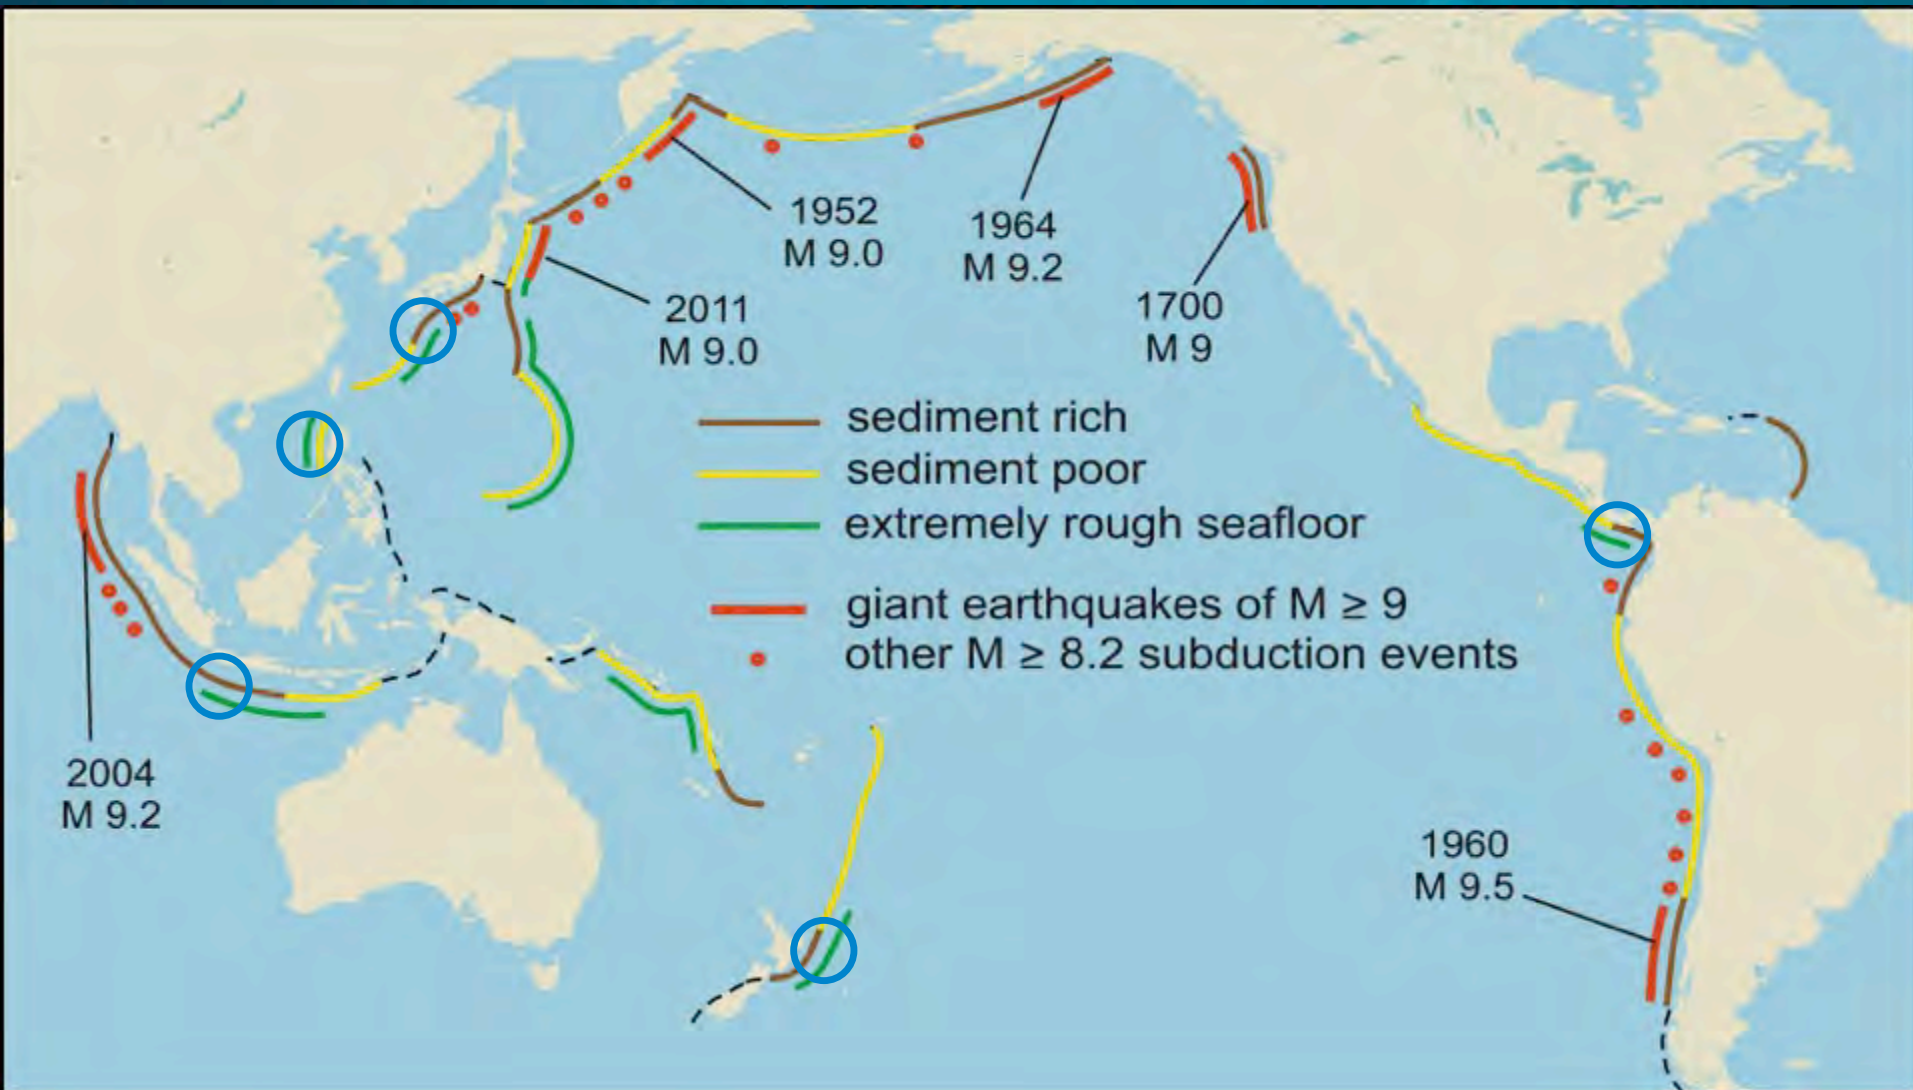 1952
M 9.0
1964
M 9.2
2011
M 9.0
1700
M 9
sediment rich
sediment poor
extremely rough seafloor
giant earthquakes of M ≥ 9
other M ≥ 8.2 subduction events
2004
M 9.2
1960
M 9.5